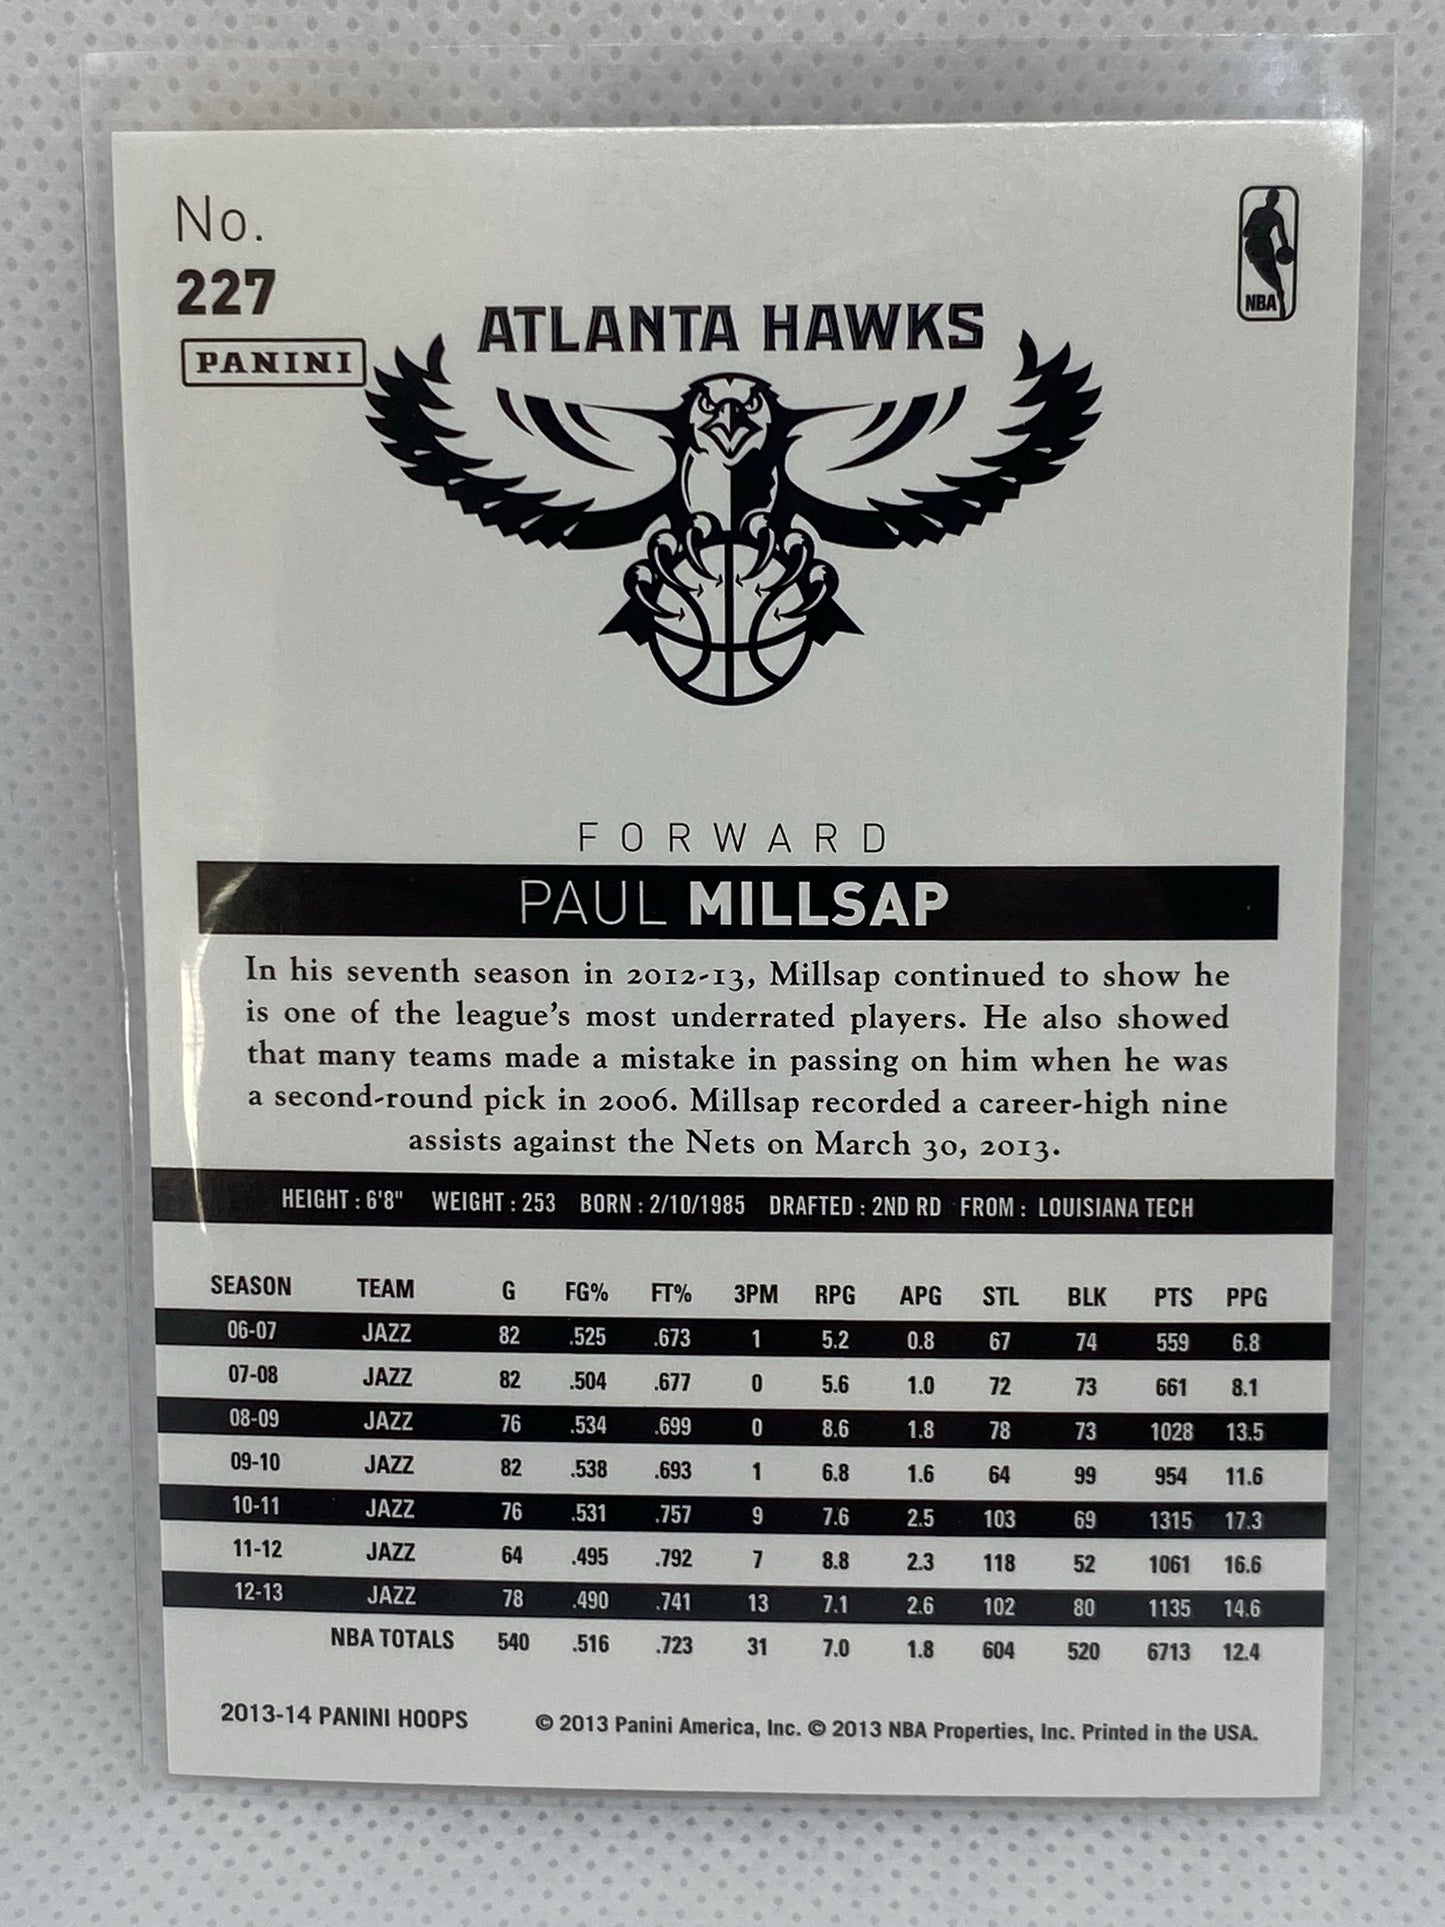 No.
227
PANINI
NBA
ATLANTA HAWKS
FORWARD
PAUL MILLSAP
In his seventh season in 2012-13, Millsap continued to show he
is one of the league's most underrated players. He also showed
that many teams made a mistake in passing on him when he was
a second-round pick in 2006. Millsap recorded a career-high nine
assists against the Nets on March 30, 2013.
HEIGHT : 6'8" WEIGHT : 253 BORN : 2/10/1985 DRAFTED : 2ND RD FROM : LOUISIANA TECH
SEASON TEAM G FG% FT% 3PM RPG APG STL BLK PTS PPG
06-07 JAZZ 82 .525 .673 1 5.2 0.8 67 74 559 6.8
07-08 JAZZ 82 .504 .677 0 5.6 1.0 72 73 661 8.1
08-09 JAZZ 76 .534 .699 0 8.6 1.8 78 73 1028 13.5
09-10 JAZZ 82 .538 .693 1 6.8 1.6 64 99 954 11.6
10-11 JAZZ 76 .531 .757 9 7.6 2.5 103 69 1315 17.3
11-12 JAZZ 64 .495 .792 7 8.8 2.3 118 52 1061 16.6
12-13 JAZZ 78 .490 .741 13 7.1 2.6 102 80 1135 14.6
NBA TOTALS 540 .516 .723 31 7.0 1.8 604 520 6713 12.4
2013-14 PANINI HOOPS © 2013 Panini America, Inc. © 2013 NBA Properties, Inc. Printed in the USA.